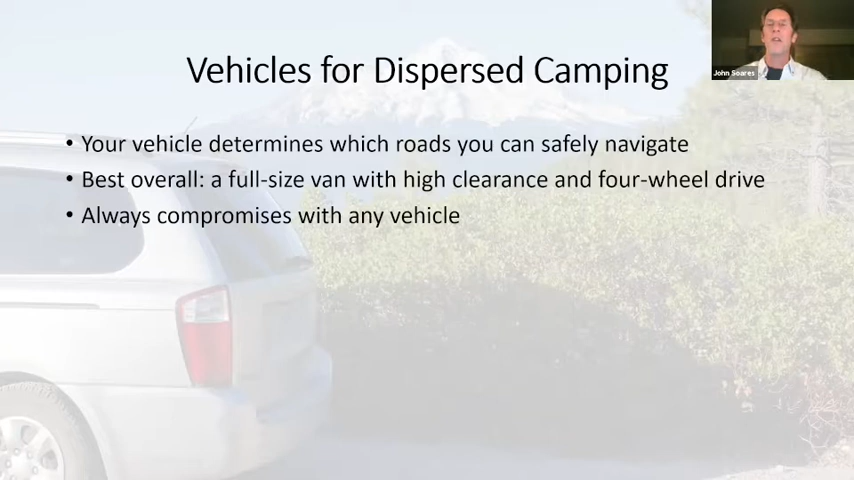 Vehicles for Dispersed Camping
John Soares
• Your vehicle determines which roads you can safely navigate
• Best overall: a full-size van with high clearance and four-wheel drive
• Always compromises with any vehicle